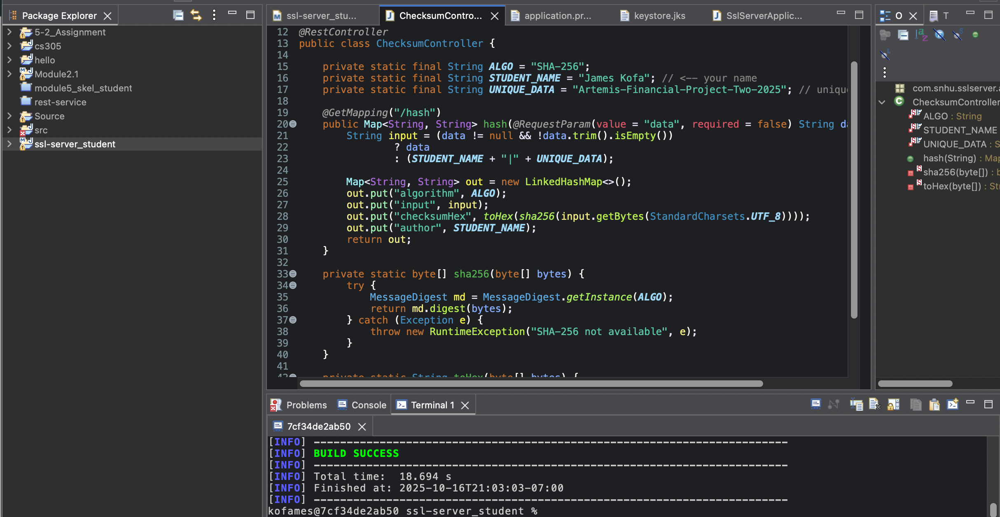 Package Explorer
5-2_Assignment
cs305
hello
Module2.1
module5_skel_student
rest-service
Source
src
ssl-server_student
ssl-server_stu...
ChecksumContro...
application.pr...
keystore.jks
SslServerApplic...
12 @RestController
13 public class ChecksumController {
14
15 private static final String ALGO = "SHA-256";
16 private static final String STUDENT_NAME = "James Kofa"; // <-- your name
17 private static final String UNIQUE_DATA = "Artemis-Financial-Project-Two-2025"; // uniqu
18
19 @GetMapping("/hash")
20 public Map<String, String> hash(@RequestParam(value = "data", required = false) String da
21 String input = (data != null && !data.trim().isEmpty())
22 ? data
23 : (STUDENT_NAME + "|" + UNIQUE_DATA);
24
25 Map<String, String> out = new LinkedHashMap<>();
26 out.put("algorithm", ALGO);
27 out.put("input", input);
28 out.put("checksumHex", toHex(sha256(input.getBytes(StandardCharsets.UTF_8))));
29 out.put("author", STUDENT_NAME);
30 return out;
31 }
32
33 private static byte[] sha256(byte[] bytes) {
34 try {
35 MessageDigest md = MessageDigest.getInstance(ALGO);
36 return md.digest(bytes);
37 } catch (Exception e) {
38 throw new RuntimeException("SHA-256 not available", e);
39 }
40 }
41
42 private static String toHex(byte[] bytes) {
O
T
com.snhu.sslserver.a
ChecksumController
ALGO : String
STUDENT_NAME
UNIQUE_DATA : S
hash(String) : Map
sha256(byte[]) : b
toHex(byte[]) : Str
Problems
Console
Terminal 1
7cf34de2ab50
[INFO] ------------------------------------------------------------------------
[INFO] BUILD SUCCESS
[INFO] ------------------------------------------------------------------------
[INFO] Total time:  18.694 s
[INFO] Finished at: 2025-10-16T21:03:03-07:00
[INFO] ------------------------------------------------------------------------
kofames@7cf34de2ab50 ssl-server_student %